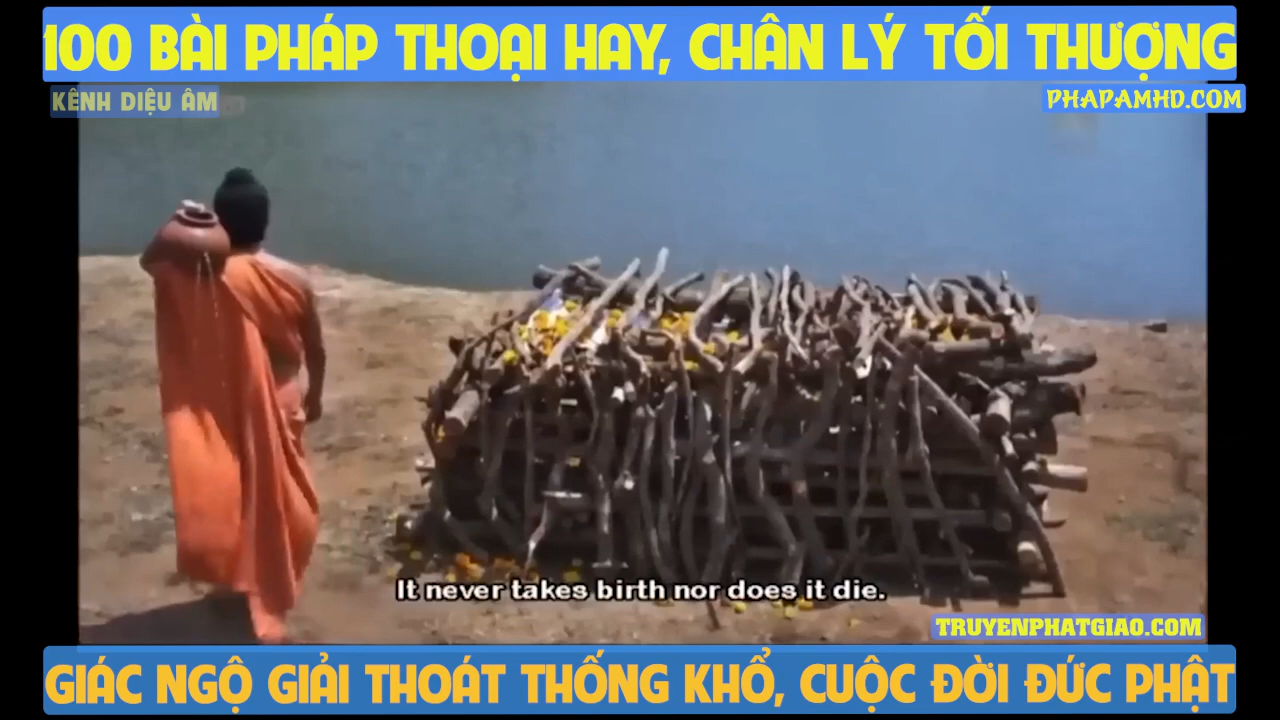 100 BÀI PHÁP THOẠI HAY, CHÂN LÝ TỐI THƯỢNG
KÊNH DIỆU ÂM
PHAPAMHD.COM
It never takes birth nor does it die.
TRUYENPHATGIAO.COM
GIÁC NGỘ GIẢI THOÁT THỐNG KHỔ, CUỘC ĐỜI ĐỨC PHẬT